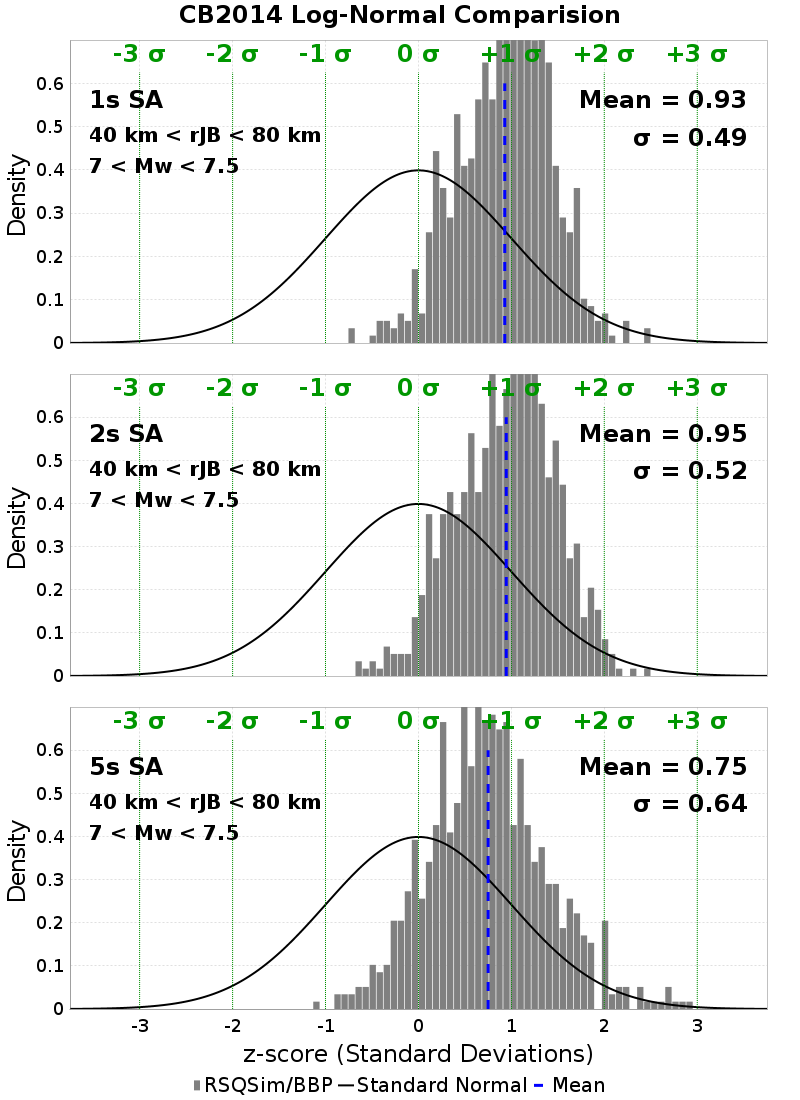 CB2014 Log-Normal Comparision
-3 σ -2 σ -1 σ 0 σ +1 σ +2 σ +3 σ
1s SA
Mean = 0.93
40 km < rJB < 80 km
σ = 0.49
7 < Mw < 7.5
Density
0.6
0.5
0.4
0.3
0.2
0.1
0
-3 σ -2 σ -1 σ 0 σ +1 σ +2 σ +3 σ
2s SA
Mean = 0.95
40 km < rJB < 80 km
σ = 0.52
7 < Mw < 7.5
Density
0.6
0.5
0.4
0.3
0.2
0.1
0
-3 σ -2 σ -1 σ 0 σ +1 σ +2 σ +3 σ
5s SA
Mean = 0.75
40 km < rJB < 80 km
σ = 0.64
7 < Mw < 7.5
Density
0.6
0.5
0.4
0.3
0.2
0.1
0
-3 -2 -1 0 1 2 3
z-score (Standard Deviations)
RSQSim/BBP Standard Normal Mean